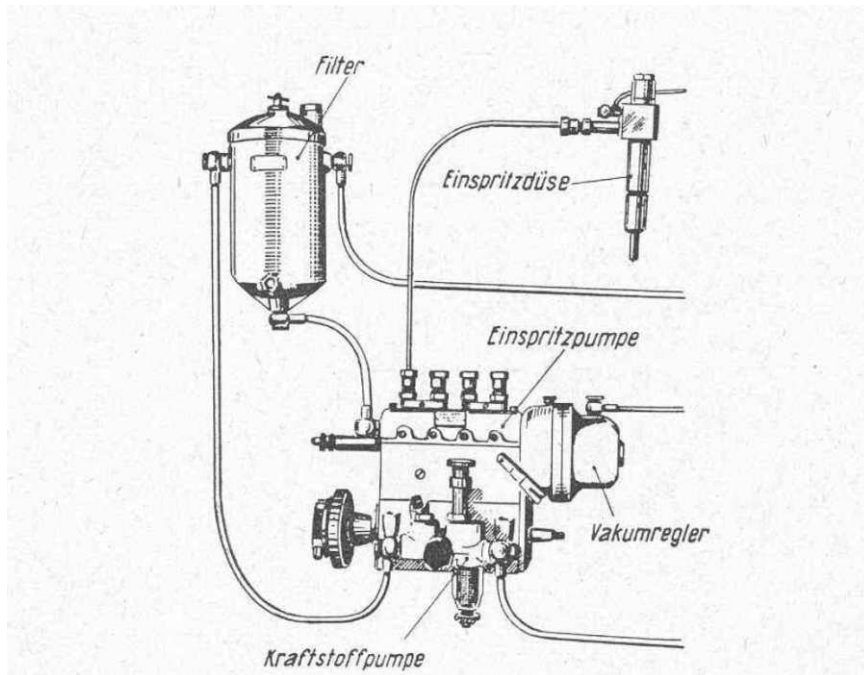 Filter
Einspritzdüse
Einspritzpumpe
Vakumregler
Kraftstoffpumpe